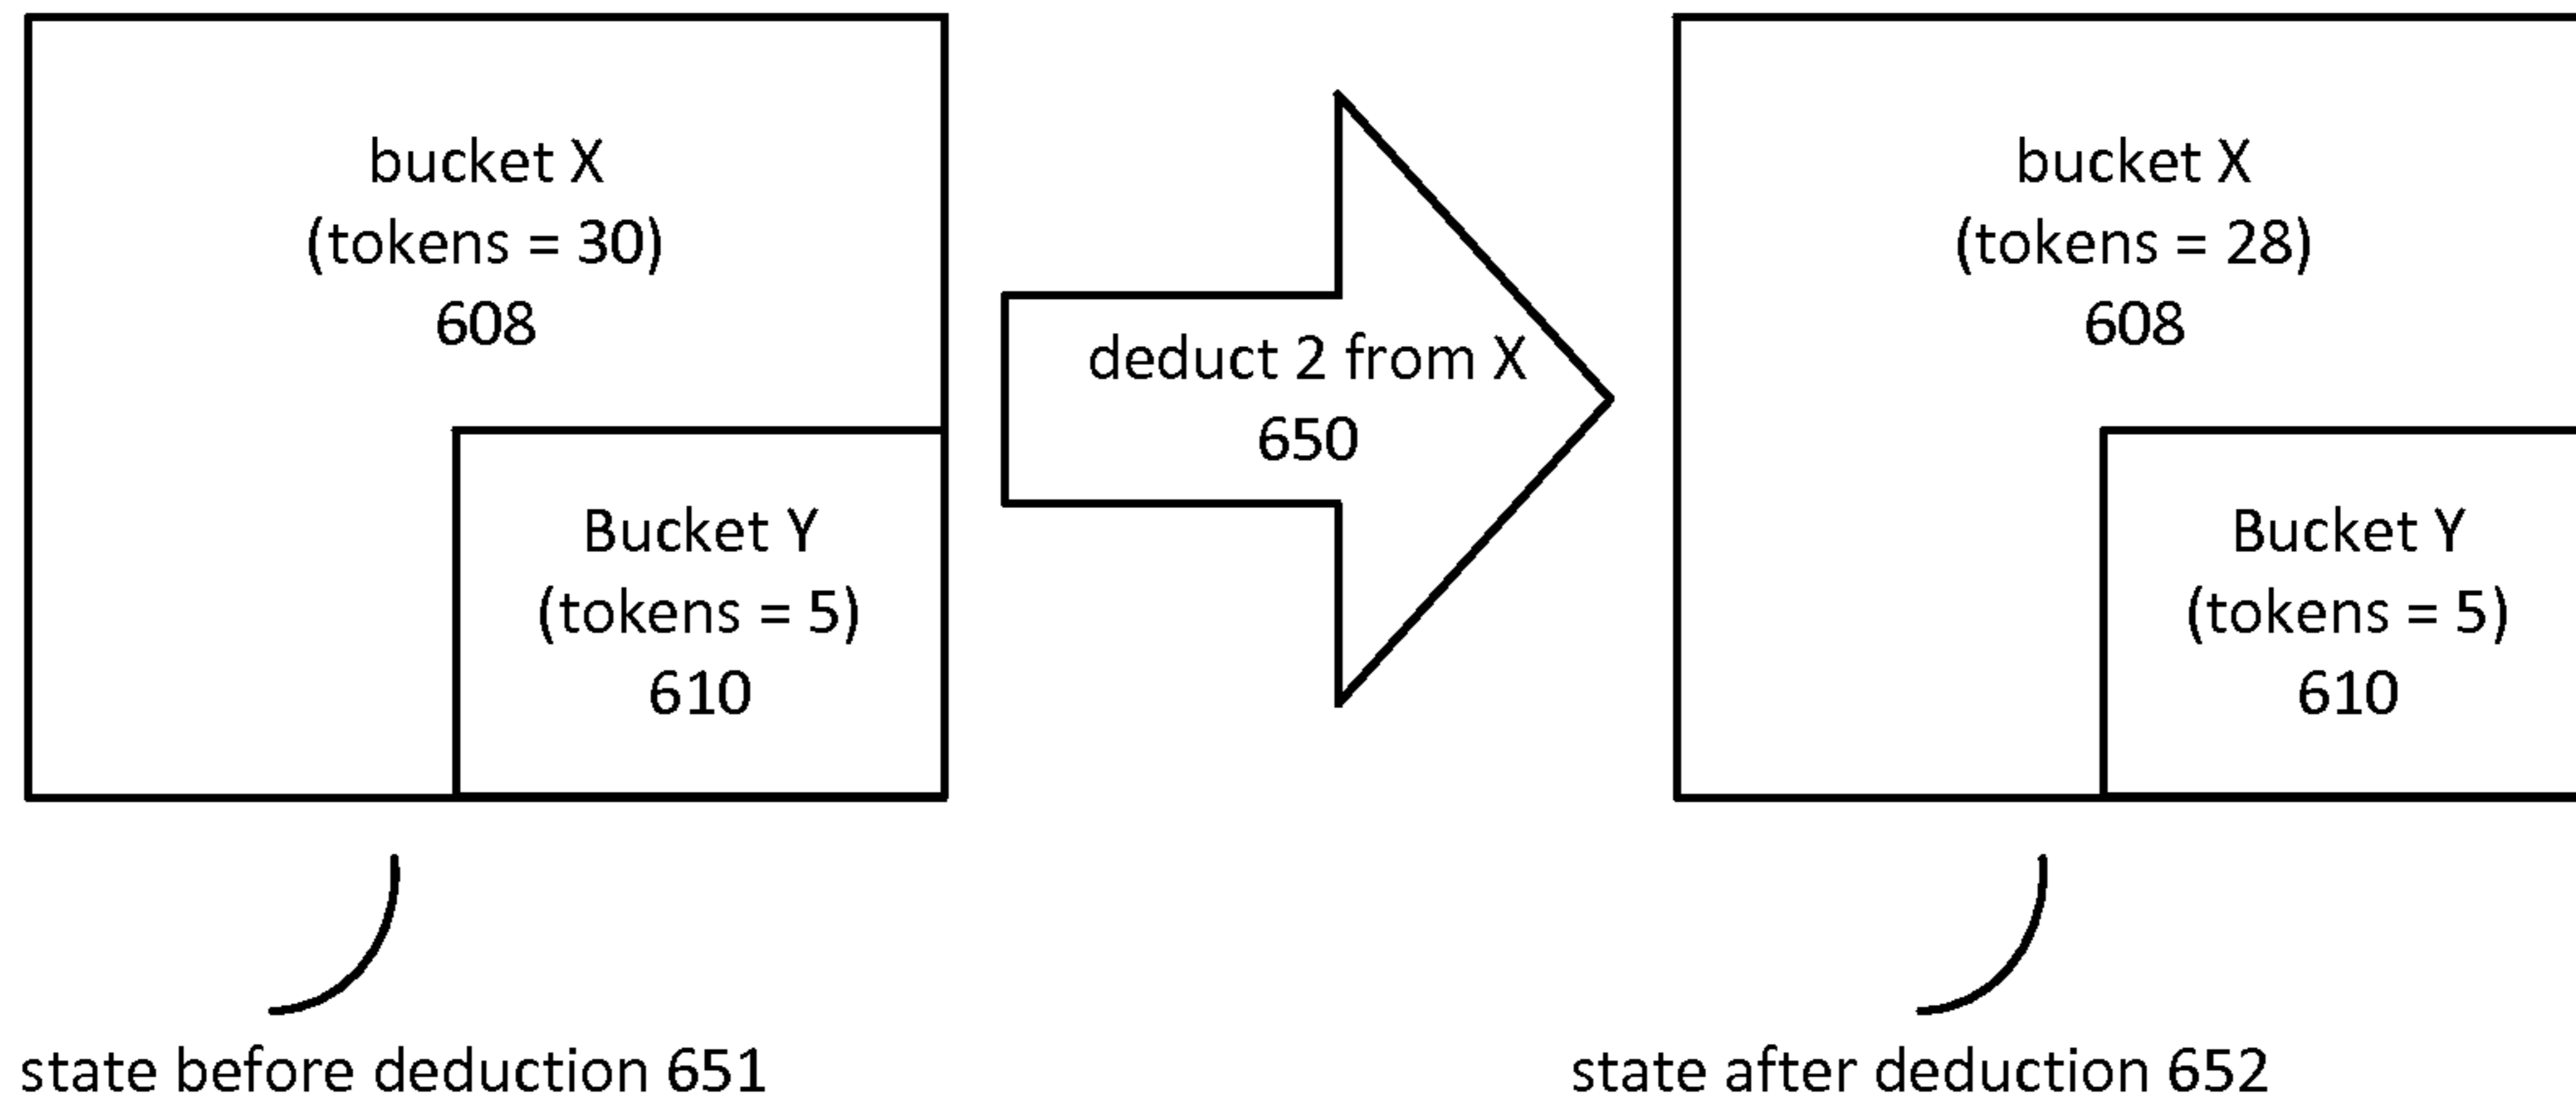 bucket X
(tokens = 30)
608
Bucket Y
(tokens = 5)
610
deduct 2 from X
650
bucket X
(tokens = 28)
608
Bucket Y
(tokens = 5)
610
state before deduction 651
state after deduction 652